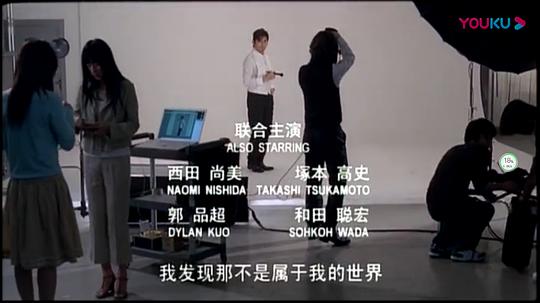 YOUKU
联合主演
ALSO STARRING
西田 尚美 塚本 高史
NAOMI NISHIDA TAKASHI TSUKAMOTO
郭 品超 和田 聪宏
DYLAN KUO SOHKOH WADA
我发现那不是属于我的世界